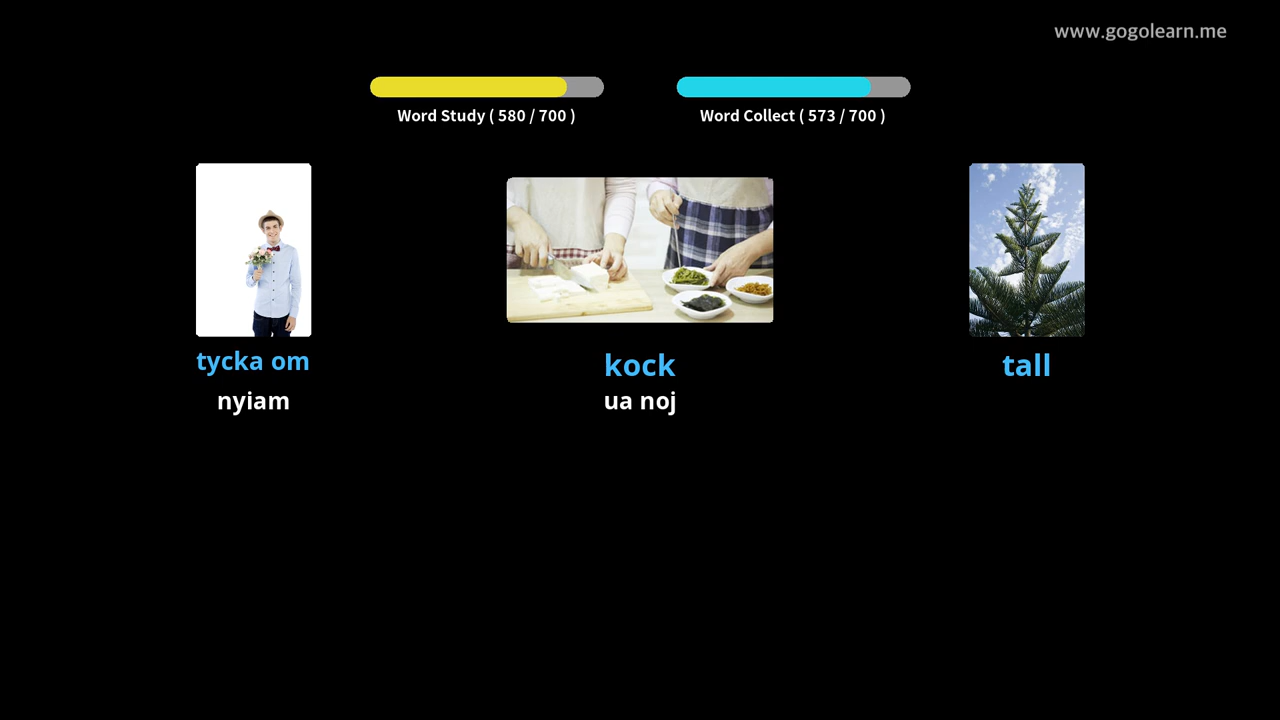 www.gogolearn.me
Word Study ( 580 / 700 )
Word Collect ( 573 / 700 )
tycka om
nyiam
kock
ua noj
tall